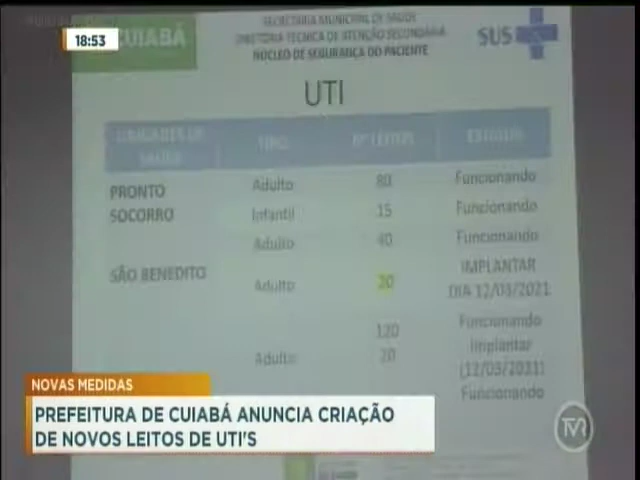 18:53
CUIABÁ
SECRETARIA MUNICIPAL DE SAÚDE
DIRETORIA TÉCNICA DE ATENÇÃO SECUNDÁRIA
NÚCLEO DE SEGURANÇA DO PACIENTE
SUS
UTI
UNIDADES DE SAÚDE TIPO Nº LEITOS
PRONTO SOCORRO Adulto 80 Funcionando
Infantil 15 Funcionando
Adulto 40 Funcionando
SÃO BENEDITO Adulto 20 IMPLANTAR
DIA 12/03/2021
120 Funcionando
Adulto 20 Implantar
(12/03/2021)
Funcionando
NOVAS MEDIDAS
PREFEITURA DE CUIABÁ ANUNCIA CRIAÇÃO
DE NOVOS LEITOS DE UTI'S